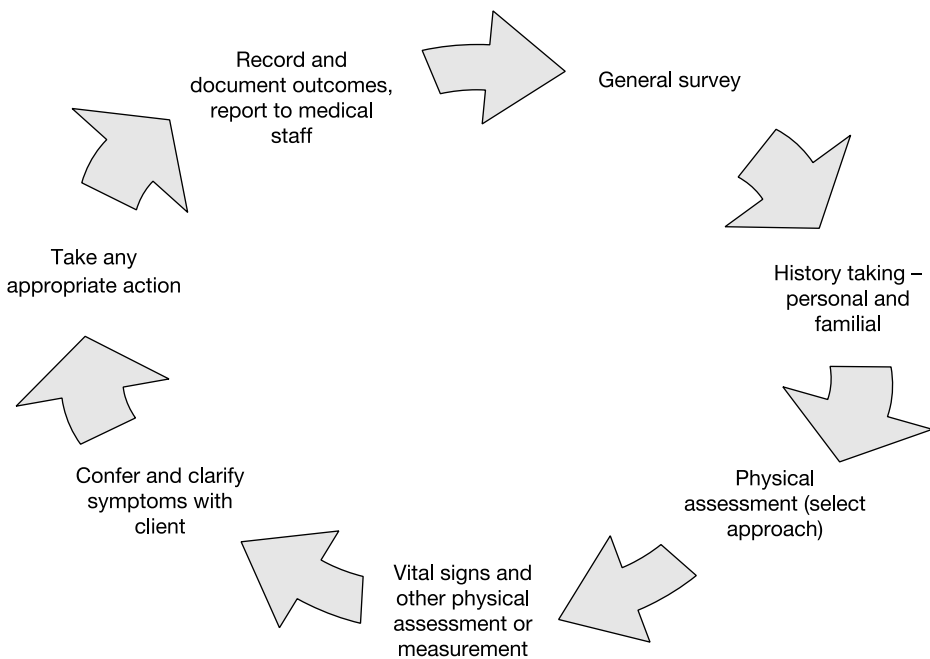 Record and
document outcomes,
report to medical
staff
General survey
History taking –
personal and
familial
Physical
assessment (select
approach)
Vital signs and
other physical
assessment or
measurement
Confer and clarify
symptoms with
client
Take any
appropriate action